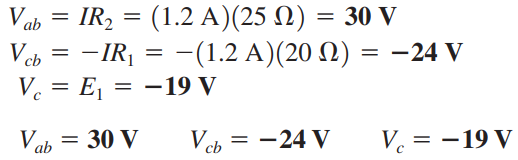 V_ab = IR_2 = (1.2 A)(25 Ω) = 30 V
V_cb = −IR_1 = −(1.2 A)(20 Ω) = −24 V
V_c = E_1 = −19 V
V_ab = 30 V V_cb = −24 V V_c = −19 V